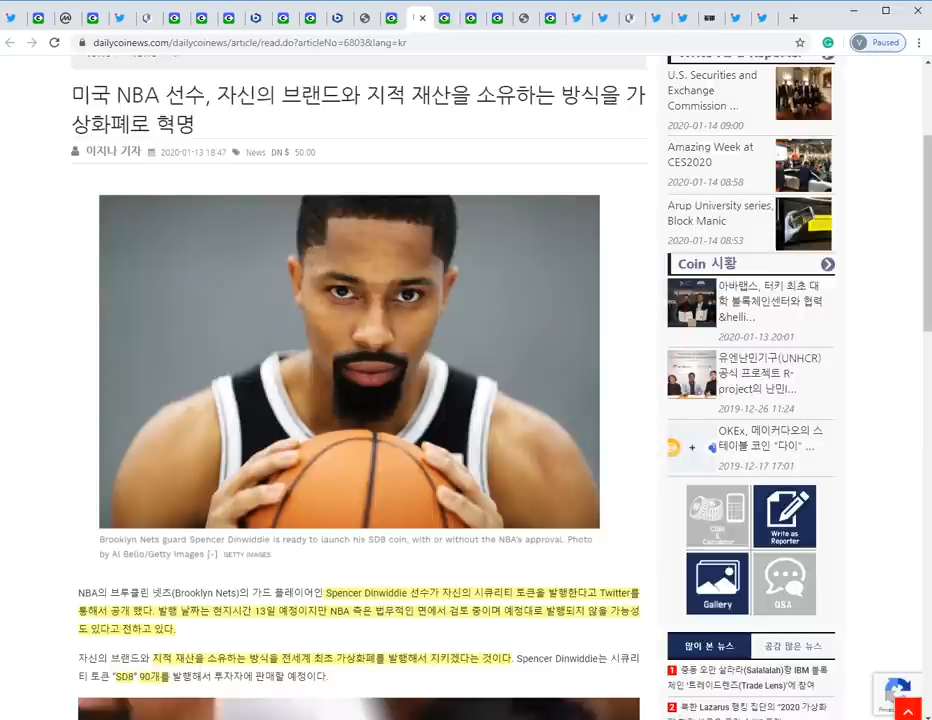 dailycoinews.com/dailycoinews/article/read.do?articleNo=6803&lang=kr
V
Paused
미국 NBA 선수, 자신의 브랜드와 지적 재산을 소유하는 방식을 가
상화폐로 혁명
이지나 기자 2020-01-13 18:47 News DN $ 50.00
Brooklyn Nets guard Spencer Dinwiddie is ready to launch his SD8 coin, with or without the NBA's approval. Photo
by Al Bello/Getty Images [-] GETTY IMAGES
NBA의 브루클린 넷츠(Brooklyn Nets)의 가드 플레이어인 Spencer Dinwiddie 선수가 자신의 시큐리티 토큰을 발행한다고 Twitter를
통해서 공개 했다. 발행 날짜는 현지시간 13일 예정이지만 NBA 측은 법무적인 면에서 검토 중이며 예정대로 발행되지 않을 가능성
도 있다고 전하고 있다.
자신의 브랜드와 지적 재산을 소유하는 방식을 전세계 최초 가상화폐를 발행해서 지키겠다는 것이다. Spencer Dinwiddie는 시큐리
티 토큰 "SD8" 90개를 발행해서 투자자에 판매할 예정이다.
U.S. Securities and
Exchange
Commission ...
2020-01-14 09:00
Amazing Week at
CES2020
2020-01-14 08:58
Arup University series,
Block Manic
2020-01-14 08:53
Coin 시황
아바랩스, 터키 최초 대
학 블록체인센터와 협력
&helli...
2020-01-13 20:01
유엔난민기구(UNHCR)
공식 프로젝트 R-
project의 난민I...
2019-12-26 11:24
OKEx, 메이커다오의 스
테이블 코인 "다이" ...
2019-12-17 17:01
COIN
&
Calculator
Write as
Reporter
Gallery
Q&A
많이 본 뉴스 공감 많은 뉴스
1 중동 오만 살라라(Salalaiah)항 IBM 블록
체인 '트레이드렌즈(Trade Lens)'에 참여
2 북한 Lazarus 랭킹 집단의 "2020 가상화